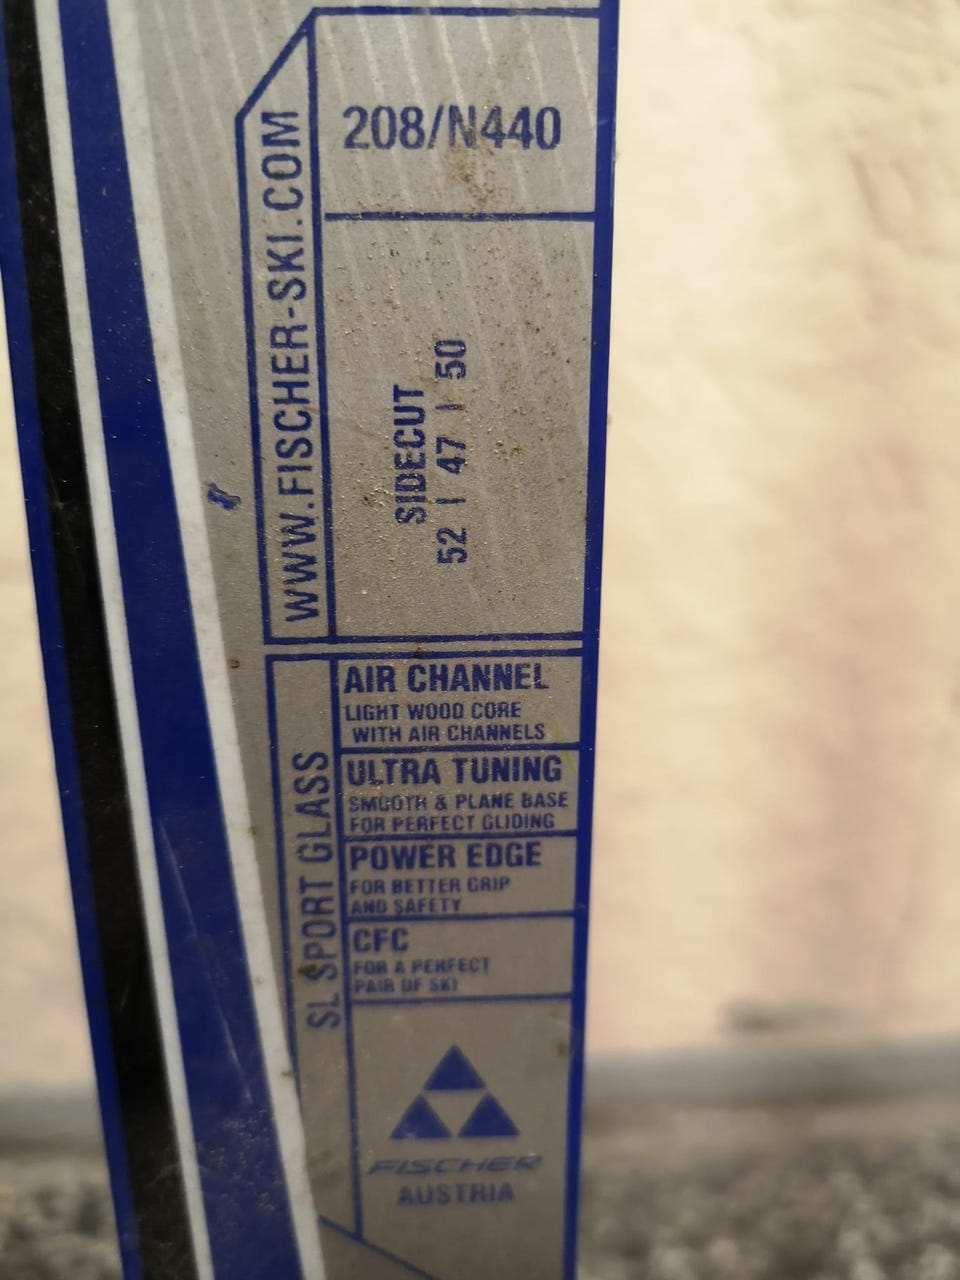 WWW.FISCHER-SKI.COM
208/N440
SIDECUT
52 | 47 | 50
SL SPORT GLASS
AIR CHANNEL
LIGHT WOOD CORE
WITH AIR CHANNELS
ULTRA TUNING
SMOOTH & PLANE BASE
FOR PERFECT GLIDING
POWER EDGE
FOR BETTER GRIP
AND SAFETY
CFC
FOR A PERFECT
PAIR OF SKI
FISCHER
AUSTRIA